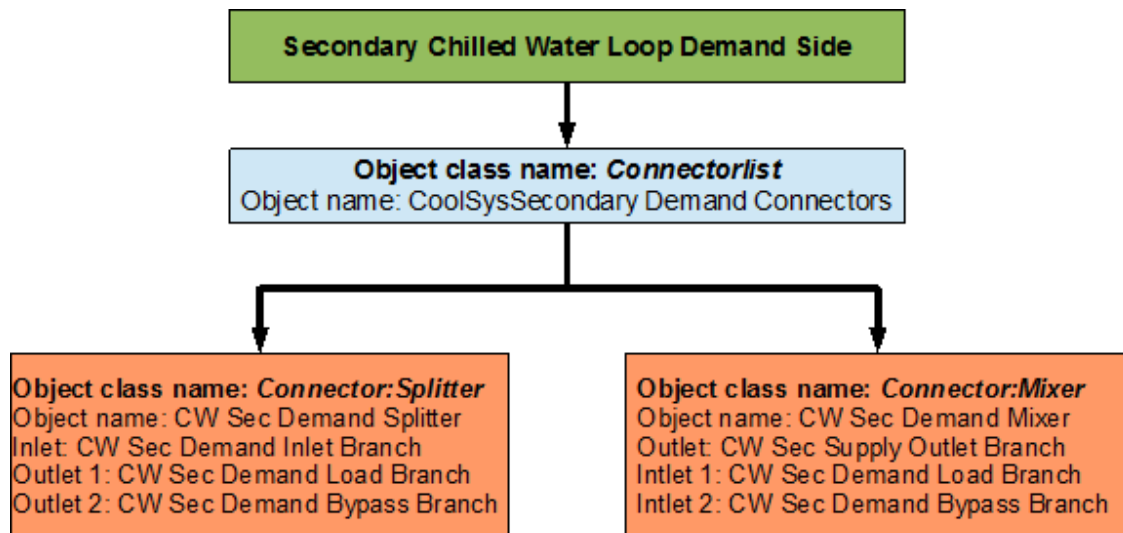 Secondary Chilled Water Loop Demand Side
Object class name: Connectorlist
Object name: CoolSysSecondary Demand Connectors
Object class name: Connector:Splitter
Object name: CW Sec Demand Splitter
Inlet: CW Sec Demand Inlet Branch
Outlet 1: CW Sec Demand Load Branch
Outlet 2: CW Sec Demand Bypass Branch
Object class name: Connector:Mixer
Object name: CW Sec Demand Mixer
Outlet: CW Sec Supply Outlet Branch
Intlet 1: CW Sec Demand Load Branch
Intlet 2: CW Sec Demand Bypass Branch